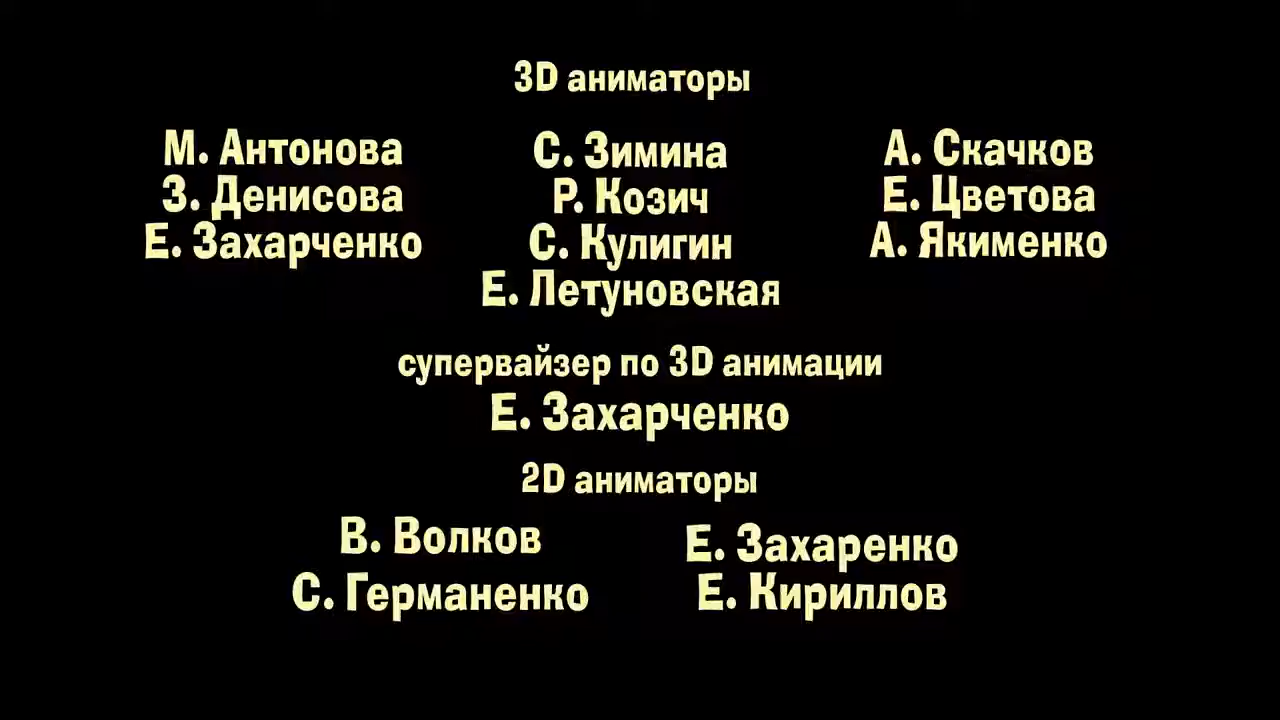 3D аниматоры
М. Антонова С. Зимина А. Скачков
З. Денисова Р. Козич Е. Цветова
Е. Захарченко С. Кулигин А. Якименко
Е. Летуновская
супервайзер по 3D анимации
Е. Захарченко
2D аниматоры
В. Волков Е. Захаренко
С. Германенко Е. Кириллов